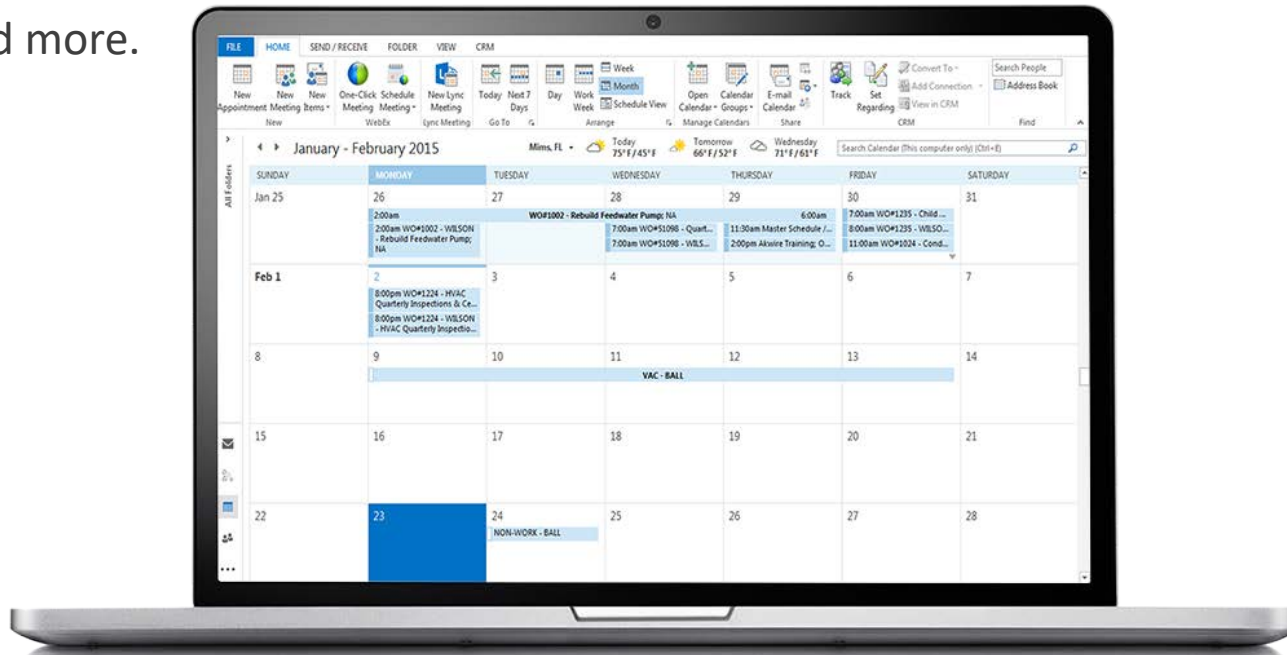 d more.
FILE HOME SEND / RECEIVE FOLDER VIEW CRM
New Appointment New Meeting New Items One-Click Meeting Schedule Meeting New Lync Meeting Today Next 7 Days Day Work Week Week Month Schedule View Open Calendar Calendar Groups E-mail Calendar Track Set Regarding Convert To Add Connection View in CRM Search People Address Book
New WebEx Lync Meeting Go To Arrange Manage Calendars Share CRM Find
January - February 2015 Mims, FL Today 75°F/45°F Tomorrow 66°F/52°F Wednesday 71°F/61°F Search Calendar (This computer only) (Ctrl+E)
All Folders
SUNDAY MONDAY TUESDAY WEDNESDAY THURSDAY FRIDAY SATURDAY
Jan 25 26 27 28 29 30 31
2:00am WO#1002 - Rebuild Feedwater Pump; NA 6:00am 7:00am WO#1235 - Child ...
2:00am WO#1002 - WILSON 7:00am WO#51098 - Quart... 11:30am Master Schedule /... 8:00am WO#1235 - WILSO...
- Rebuild Feedwater Pump; 7:00am WO#51098 - WILS... 2:00pm Akwire Training; O... 11:00am WO#1024 - Cond...
NA
Feb 1 2 3 4 5 6 7
8:00pm WO#1224 - HVAC
Quarterly Inspections & Ce...
8:00pm WO#1224 - WILSON
- HVAC Quarterly Inspectio...
8 9 10 11 12 13 14
VAC - BALL
15 16 17 18 19 20 21
22 23 24 25 26 27 28
NON-WORK - BALL